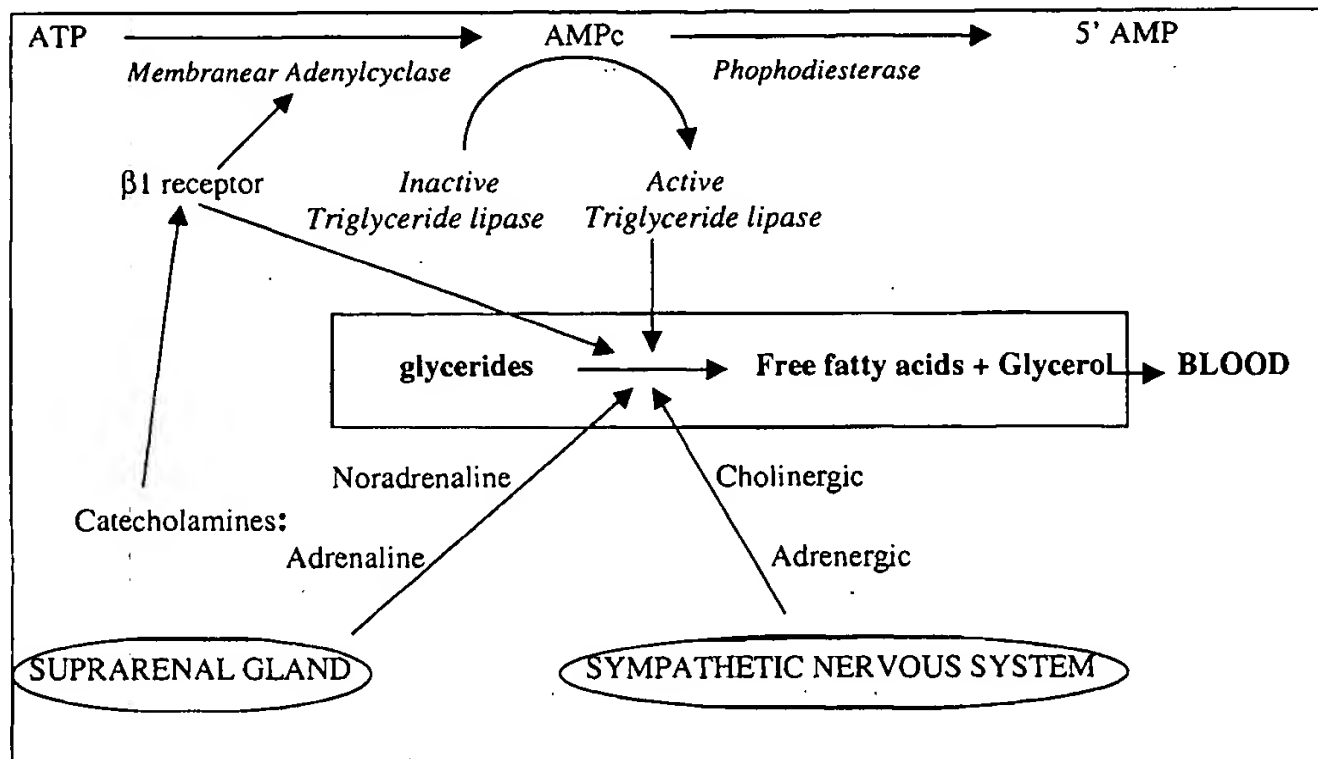 ATP AMPc 5' AMP
Membranear Adenylcyclase Phophodiesterase
β1 receptor Inactive Active
Triglyceride lipase Triglyceride lipase
glycerides Free fatty acids + Glycerol BLOOD
Noradrenaline Cholinergic
Catecholamines:
Adrenaline Adrenergic
SUPRARENAL GLAND SYMPATHETIC NERVOUS SYSTEM